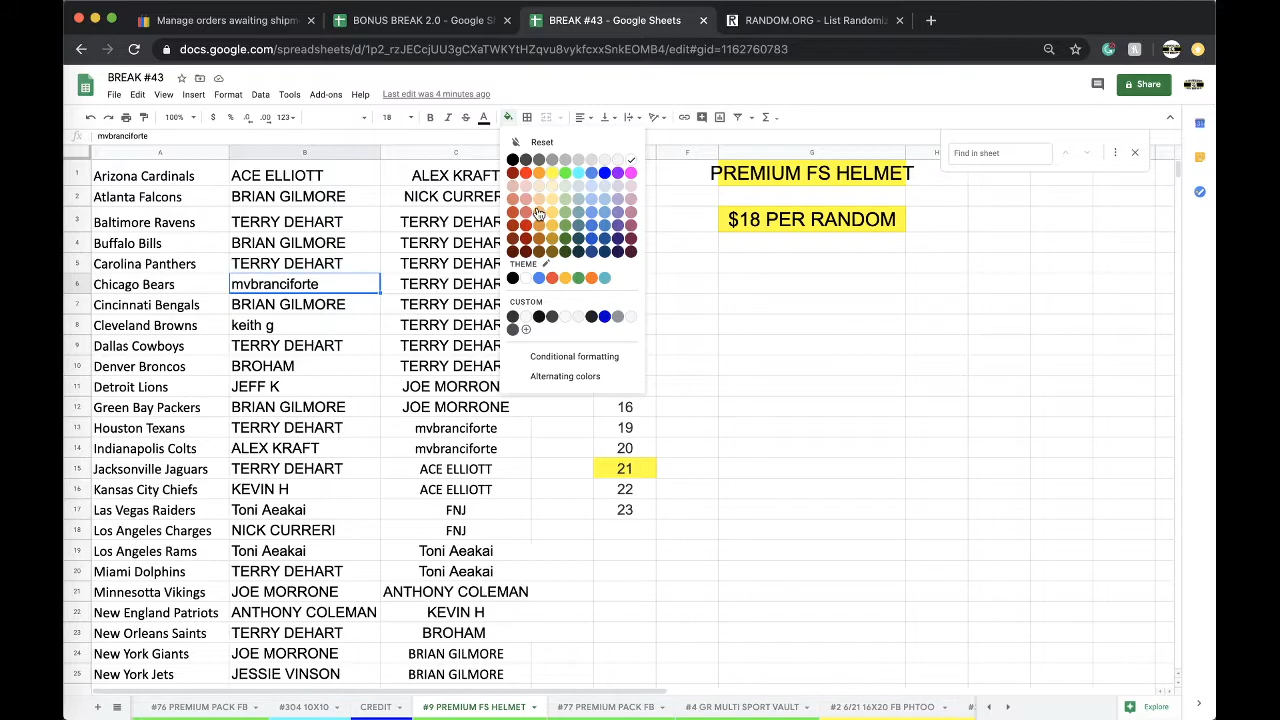 Manage orders awaiting shipm
BONUS BREAK 2.0 - Google S
BREAK #43 - Google Sheets
RANDOM.ORG - List Randomiz
docs.google.com/spreadsheets/d/1p2_rzJECcjUU3gCXaTWKYtHZqvu8vykfcxxSnkEOMB4/edit#gid=1162760783
BREAK #43
File Edit View Insert Format Data Tools Add-ons Help Last edit was 4 minutes ago
Share
100% $ % .0 .00 123 18 B I S A
fx mvbranciforte
Find in sheet
A B C F G H
1 Arizona Cardinals ACE ELLIOTT ALEX KRAFT PREMIUM FS HELMET
2 Atlanta Falcons BRIAN GILMORE NICK CURRER
3 Baltimore Ravens TERRY DEHART TERRY DEHAR $18 PER RANDOM
4 Buffalo Bills BRIAN GILMORE TERRY DEHAR
5 Carolina Panthers TERRY DEHART TERRY DEHAR
6 Chicago Bears mvbranciforte TERRY DEHAR
7 Cincinnati Bengals BRIAN GILMORE TERRY DEHAR
8 Cleveland Browns keith g TERRY DEHAR
9 Dallas Cowboys TERRY DEHART TERRY DEHAR
10 Denver Broncos BROHAM TERRY DEHAR
11 Detroit Lions JEFF K JOE MORRON
12 Green Bay Packers BRIAN GILMORE JOE MORRONE 16
13 Houston Texans TERRY DEHART mvbranciforte 19
14 Indianapolis Colts ALEX KRAFT mvbranciforte 20
15 Jacksonville Jaguars TERRY DEHART ACE ELLIOTT 21
16 Kansas City Chiefs KEVIN H ACE ELLIOTT 22
17 Las Vegas Raiders Toni Aeakai FNJ 23
18 Los Angeles Charges NICK CURRERI FNJ
19 Los Angeles Rams Toni Aeakai Toni Aeakai
20 Miami Dolphins TERRY DEHART Toni Aeakai
21 Minnesotta Vikings JOE MORRONE ANTHONY COLEMAN
22 New England Patriots ANTHONY COLEMAN KEVIN H
23 New Orleans Saints TERRY DEHART BROHAM
24 New York Giants JOE MORRONE BRIAN GILMORE
25 New York Jets JESSIE VINSON BRIAN GILMORE
Reset
THEME
CUSTOM
Conditional formatting
Alternating colors
#76 PREMIUM PACK FB #304 10X10 CREDIT #9 PREMIUM FS HELMET #77 PREMIUM PACK FB #4 GR MULTI SPORT VAULT #2 6/21 16X20 FB PHTOO Explore